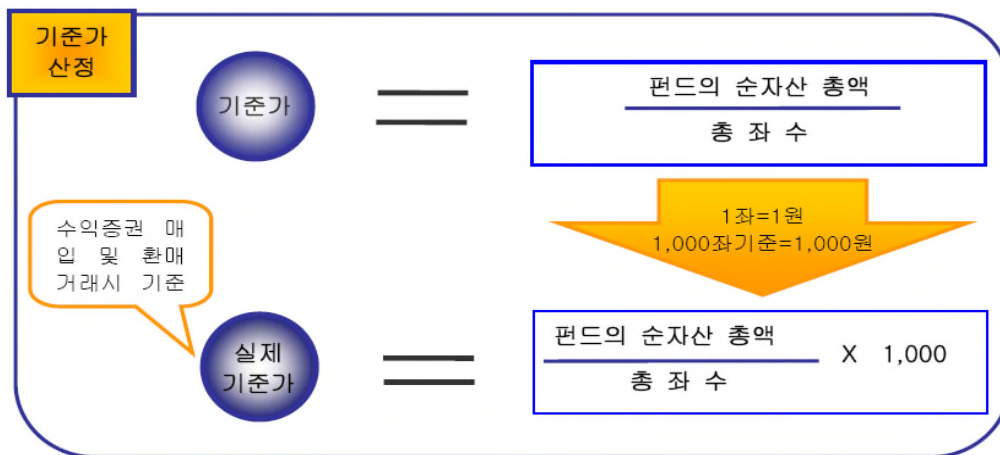 기준가
산정
기준가
펀드의 순자산 총액
총 좌 수
1좌=1원
1,000좌기준=1,000원
수익증권 매
입 및 환매
거래시 기준
실제
기준가
펀드의 순자산 총액
총 좌 수
X 1,000